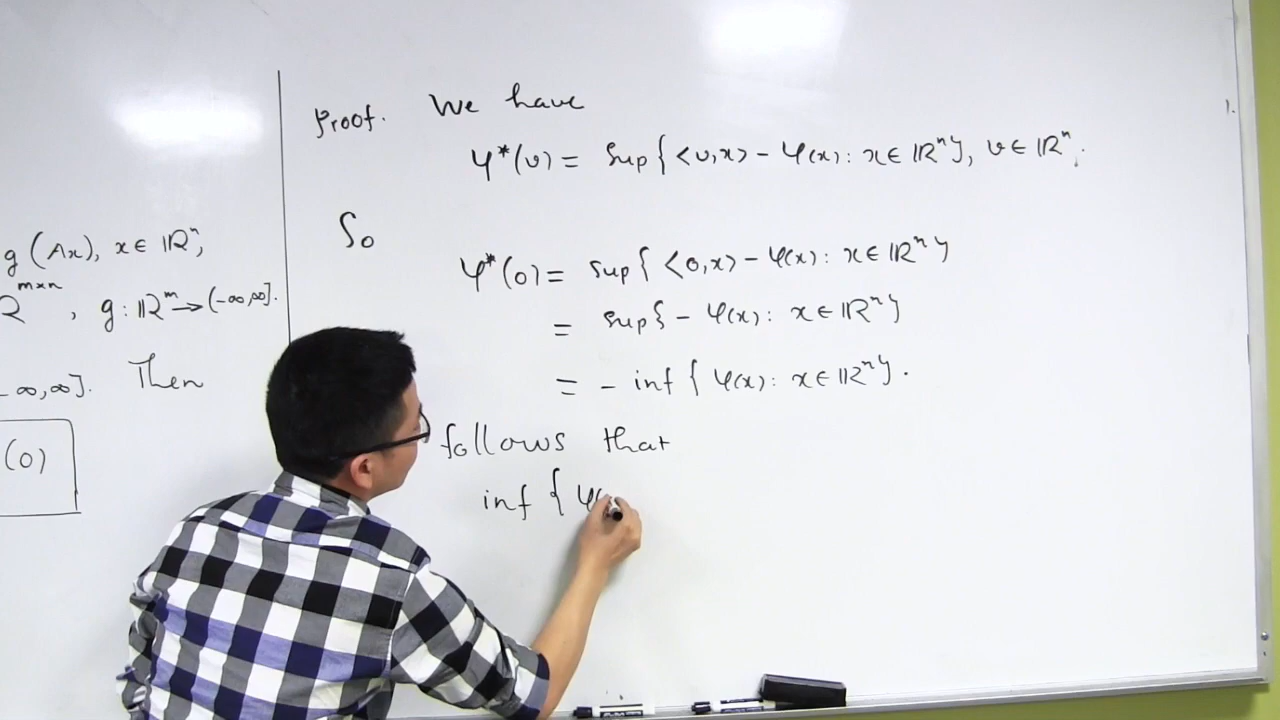 g(Ax), x ∈ ℝⁿ,
ℝᵐˣⁿ, g: ℝᵐ → (-∞,∞].
-∞,∞]. Then
(0)
Proof. We have
φ*(v) = sup{<v,x> - φ(x): x ∈ ℝⁿ}, v ∈ ℝⁿ.
So
φ*(0) = sup{<0,x> - φ(x): x ∈ ℝⁿ}
= sup{- φ(x): x ∈ ℝⁿ}
= - inf{φ(x): x ∈ ℝⁿ}.
follows that
inf {φ(